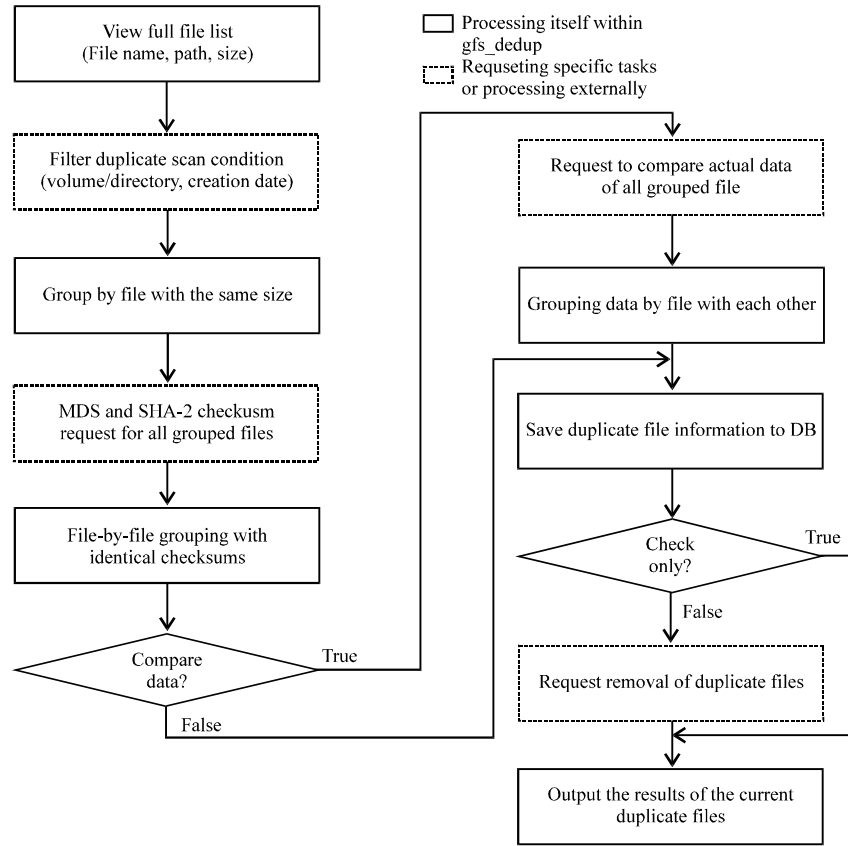 View full file list
(File name, path, size)
Filter duplicate scan condition
(volume/directory, creation date)
Group by file with the same size
MDS and SHA-2 checkusm
request for all grouped files
File-by-file grouping with
identical checksums
Compare
data?
True
False
Processing itself within
gfs_dedup
Requseting specific tasks
or processing externally
Request to compare actual data
of all grouped file
Grouping data by file with each other
Save duplicate file information to DB
Check
only?
True
False
Request removal of duplicate files
Output the results of the current
duplicate files